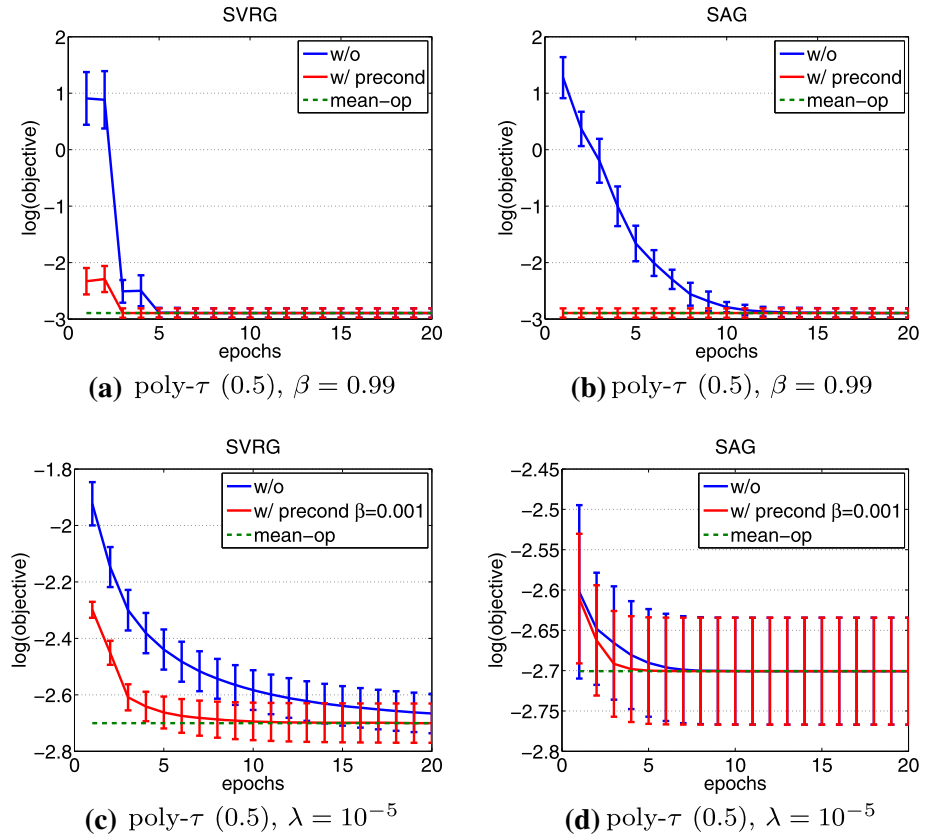 SVRG
2
1
0
−1
−2
−3
0 5 10 15 20
log(objective)
epochs
w/o
w/ precond
mean-op
(a) poly-τ (0.5), β = 0.99
SAG
2
1
0
−1
−2
−3
0 5 10 15 20
log(objective)
epochs
w/o
w/ precond
mean-op
(b) poly-τ (0.5), β = 0.99
SVRG
−1.8
−2
−2.2
−2.4
−2.6
−2.8
0 5 10 15 20
log(objective)
epochs
w/o
w/ precond β=0.001
mean-op
(c) poly-τ (0.5), λ = 10⁻⁵
SAG
−2.45
−2.5
−2.55
−2.6
−2.65
−2.7
−2.75
−2.8
0 5 10 15 20
log(objective)
epochs
w/o
w/ precond β=0.001
mean-op
(d) poly-τ (0.5), λ = 10⁻⁵